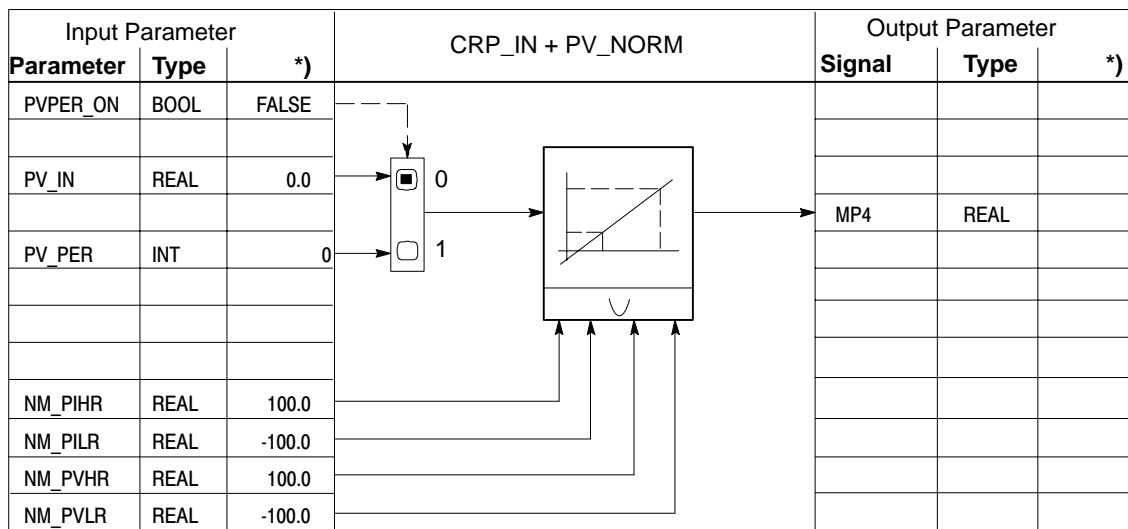 Input Parameter
CRP_IN + PV_NORM
Output Parameter
Parameter Type *)
Signal Type *)
PVPER_ON BOOL FALSE
PV_IN REAL 0.0
0
MP4 REAL
PV_PER INT 0
1
NM_PIHR REAL 100.0
NM_PILR REAL -100.0
NM_PVHR REAL 100.0
NM_PVLR REAL -100.0